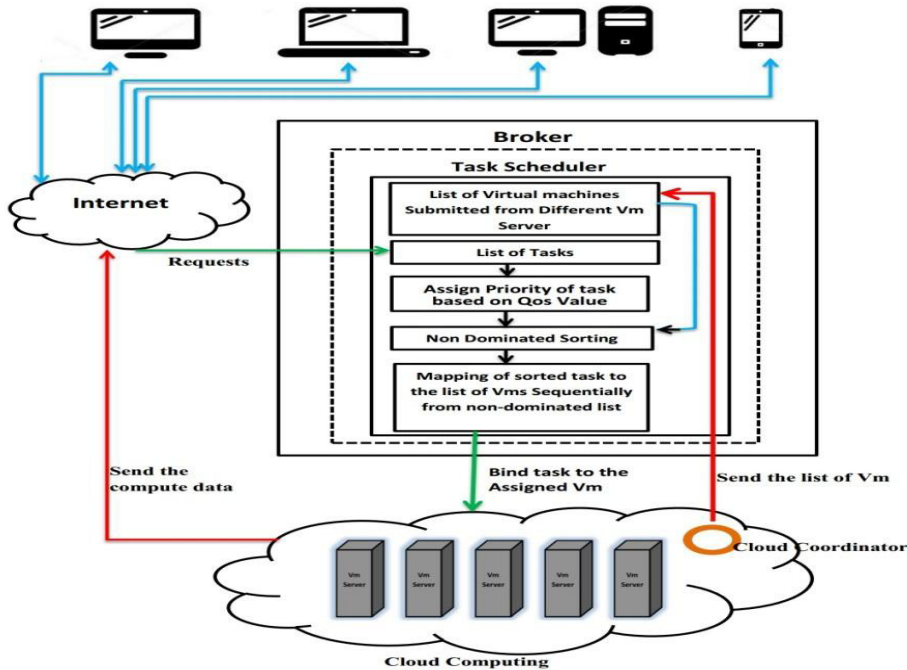 Broker
Task Scheduler
List of Virtual machines
Submitted from Different Vm
Server
Internet
Requests
List of Tasks
Assign Priority of task
based on Qos Value
Non Dominated Sorting
Mapping of sorted task to
the list of Vms Sequentially
from non-dominated list
Send the
compute data
Bind task to the
Assigned Vm
Send the list of Vm
Cloud Coordinator
Vm
Server
Vm
Server
Vm
Server
Vm
Server
Vm
Server
Cloud Computing